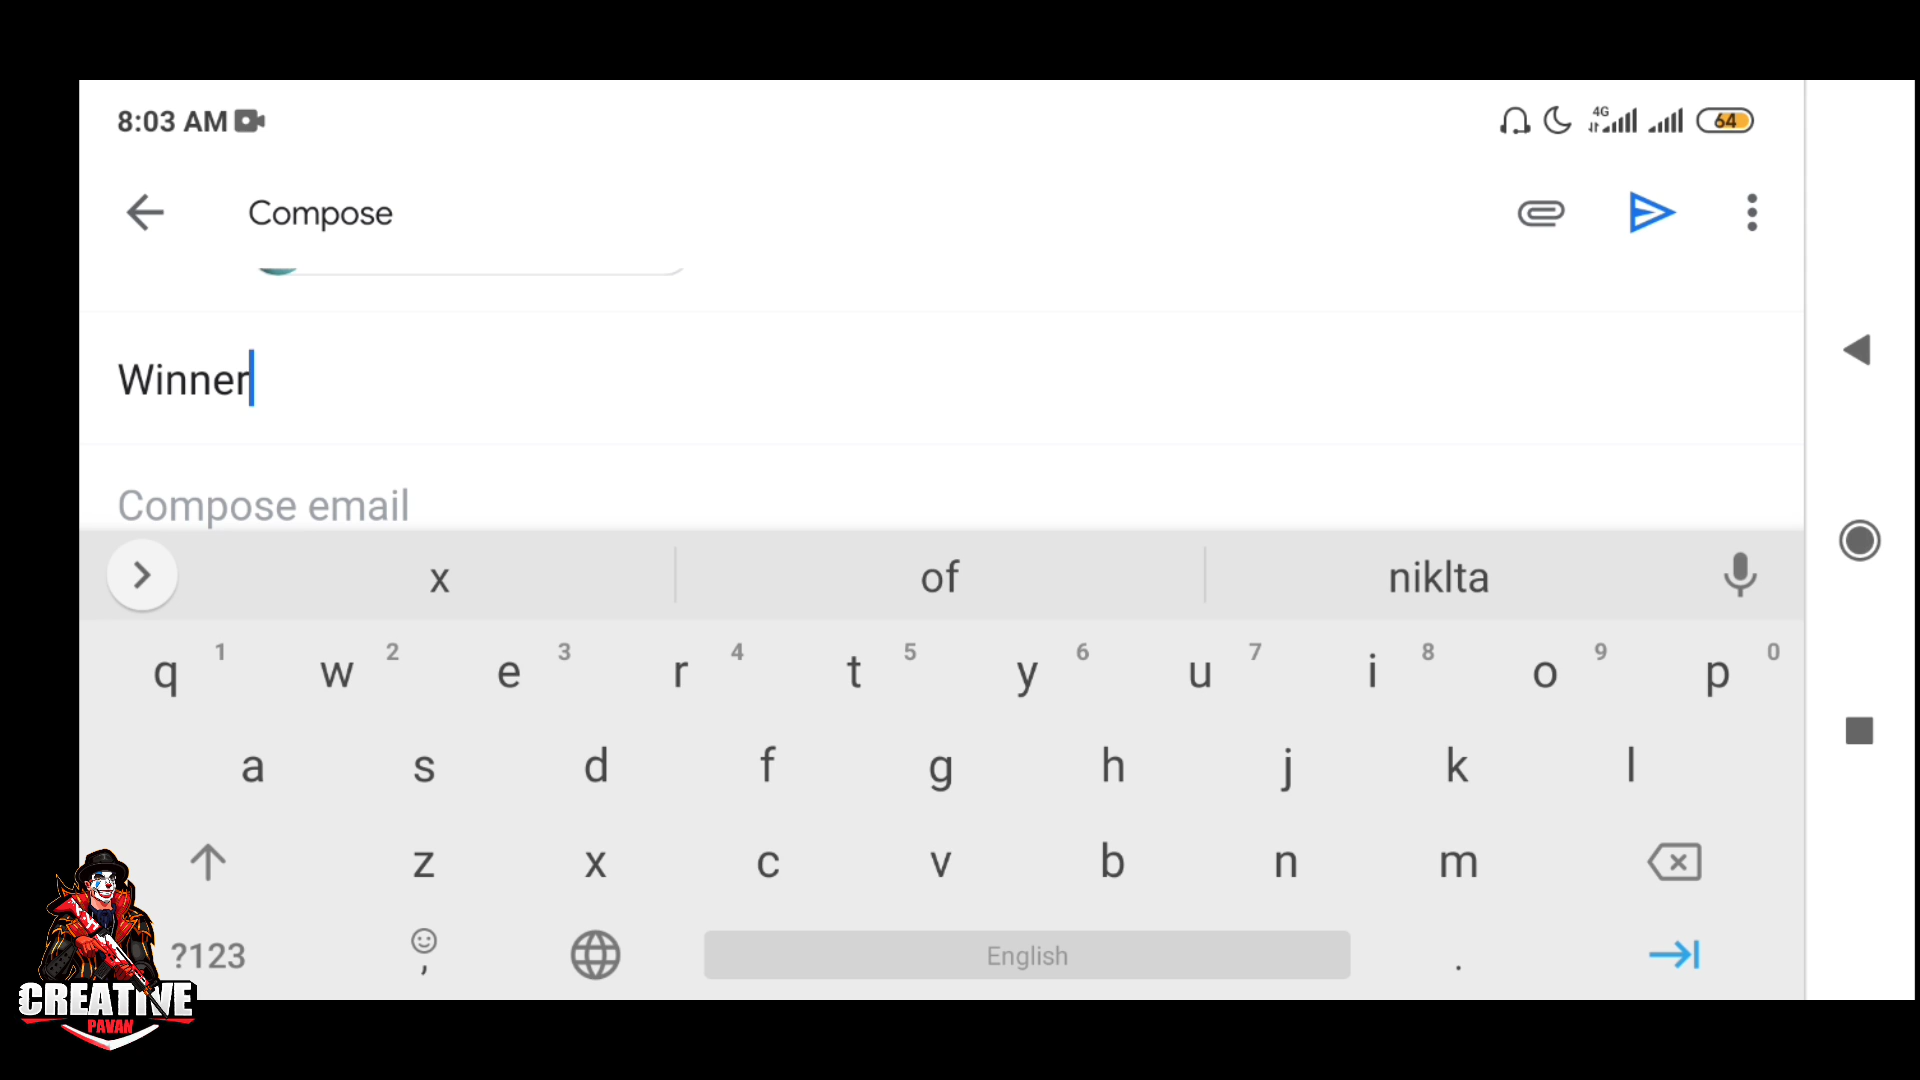 8:03 AM
4G
64
Compose
Winner
Compose email
x of niklta
q 1 w 2 e 3 r 4 t 5 y 6 u 7 i 8 o 9 p 0
a s d f g h j k l
z x c v b n m
?123 , English .
CREATIVE
PAVAN